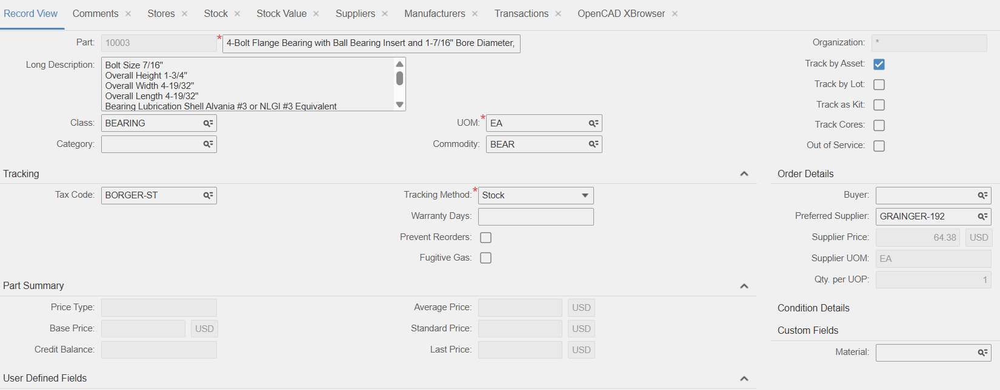 Record View Comments × Stores × Stock × Stock Value × Suppliers × Manufacturers × Transactions × OpenCAD XBrowser ×
Part: 10003 * 4-Bolt Flange Bearing with Ball Bearing Insert and 1-7/16" Bore Diameter, Organization: *
Long Description: Bolt Size 7/16" Track by Asset:
Overall Height 1-3/4"
Overall Width 4-19/32" Track by Lot:
Overall Length 4-19/32"
Bearing Lubrication Shell Alvania #3 or NLGI #3 Equivalent Track as Kit:
Class: BEARING UOM: * EA Track Cores:
Category: Commodity: BEAR Out of Service:
Tracking Order Details
Tax Code: BORGER-ST Tracking Method: * Stock Buyer:
Warranty Days: Preferred Supplier: GRAINGER-192
Prevent Reorders: Supplier Price: 64.38 USD
Fugitive Gas: Supplier UOM: EA
Qty. per UOP: 1
Part Summary
Price Type: Average Price: USD Condition Details
Base Price: USD Standard Price: USD Custom Fields
Credit Balance: Last Price: USD Material:
User Defined Fields